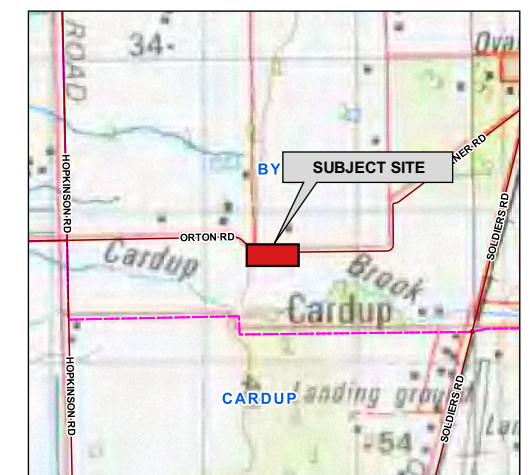 ROAD
34
Ova
BY
SUBJECT SITE
NER RD
HOPKINSON RD
ORTON RD
SOLDIERS RD
Cardup
Brook
Cardup
HOPKINSON RD
CARDUP
Landing ground
SOLDIERS RD
Lan
54